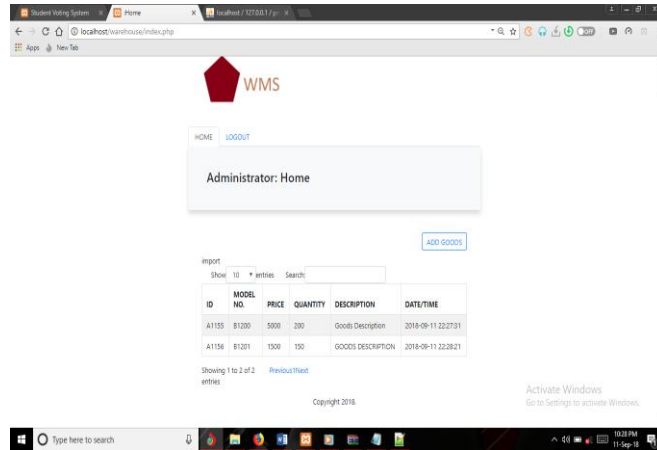 Student Voting System
Home
localhost / 127.0.0.1 /
localhost/warehouse/index.php
Apps New Tab
WMS
HOME LOGOUT
Administrator: Home
ADD GOODS
import
Show 10 entries Search:
ID MODEL NO. PRICE QUANTITY DESCRIPTION DATE/TIME
A1155 B1200 5000 200 Goods Description 2018-09-11 22:27:31
A1156 B1201 1500 150 GOODS DESCRIPTION 2018-09-11 22:28:21
Showing 1 to 2 of 2 entries
Previous1Next
Copyright 2018.
Activate Windows
Go to Settings to activate Windows.
Type here to search
10:28 PM
11-Sep-18